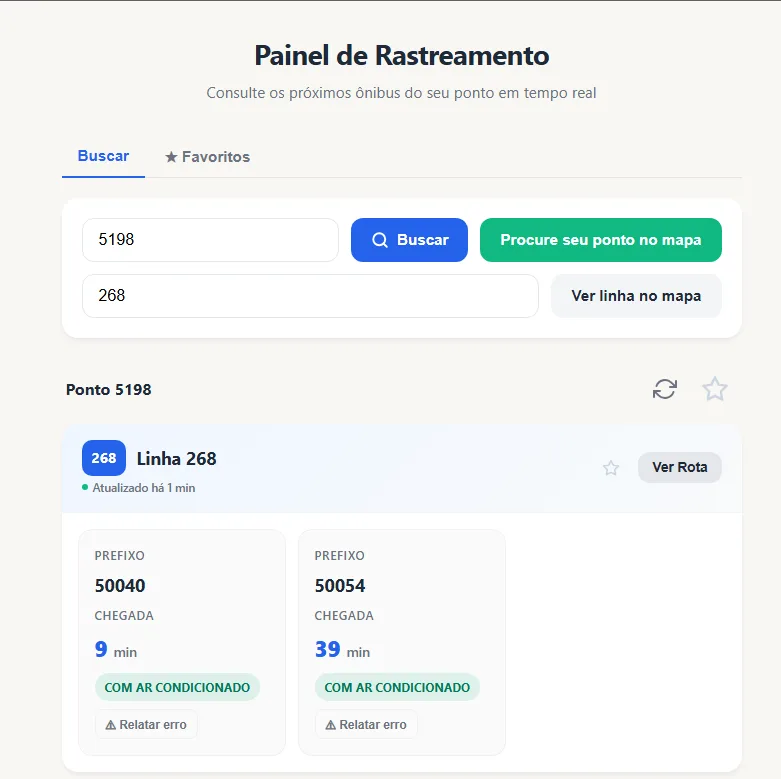 Painel de Rastreamento
Consulte os próximos ônibus do seu ponto em tempo real
Buscar ★ Favoritos
5198 Buscar Procure seu ponto no mapa
268 Ver linha no mapa
Ponto 5198
268 Linha 268 Ver Rota
Atualizado há 1 min
PREFIXO PREFIXO
50040 50054
CHEGADA CHEGADA
9 min 39 min
COM AR CONDICIONADO COM AR CONDICIONADO
⚠ Relatar erro ⚠ Relatar erro